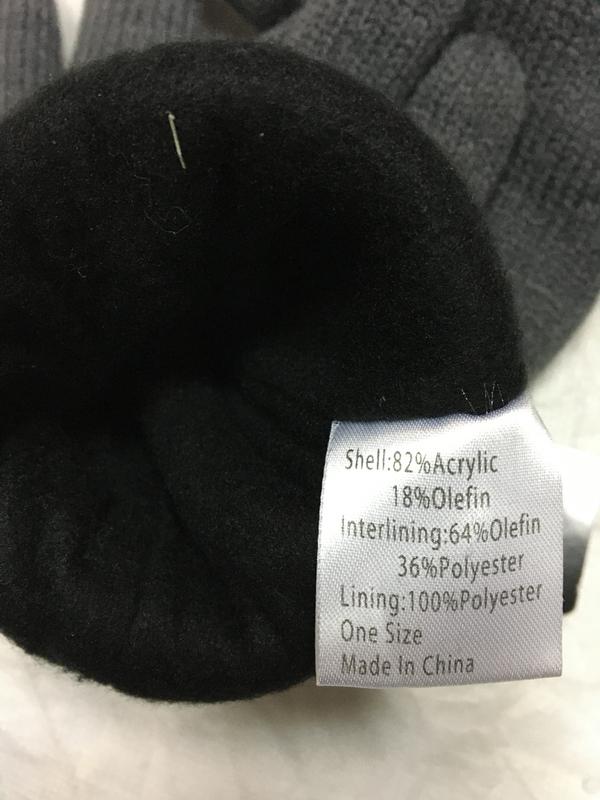 Shell:82%Acrylic
18%Olefin
Interlining:64%Olefin
36%Polyester
Lining:100%Polyester
One Size
Made In China